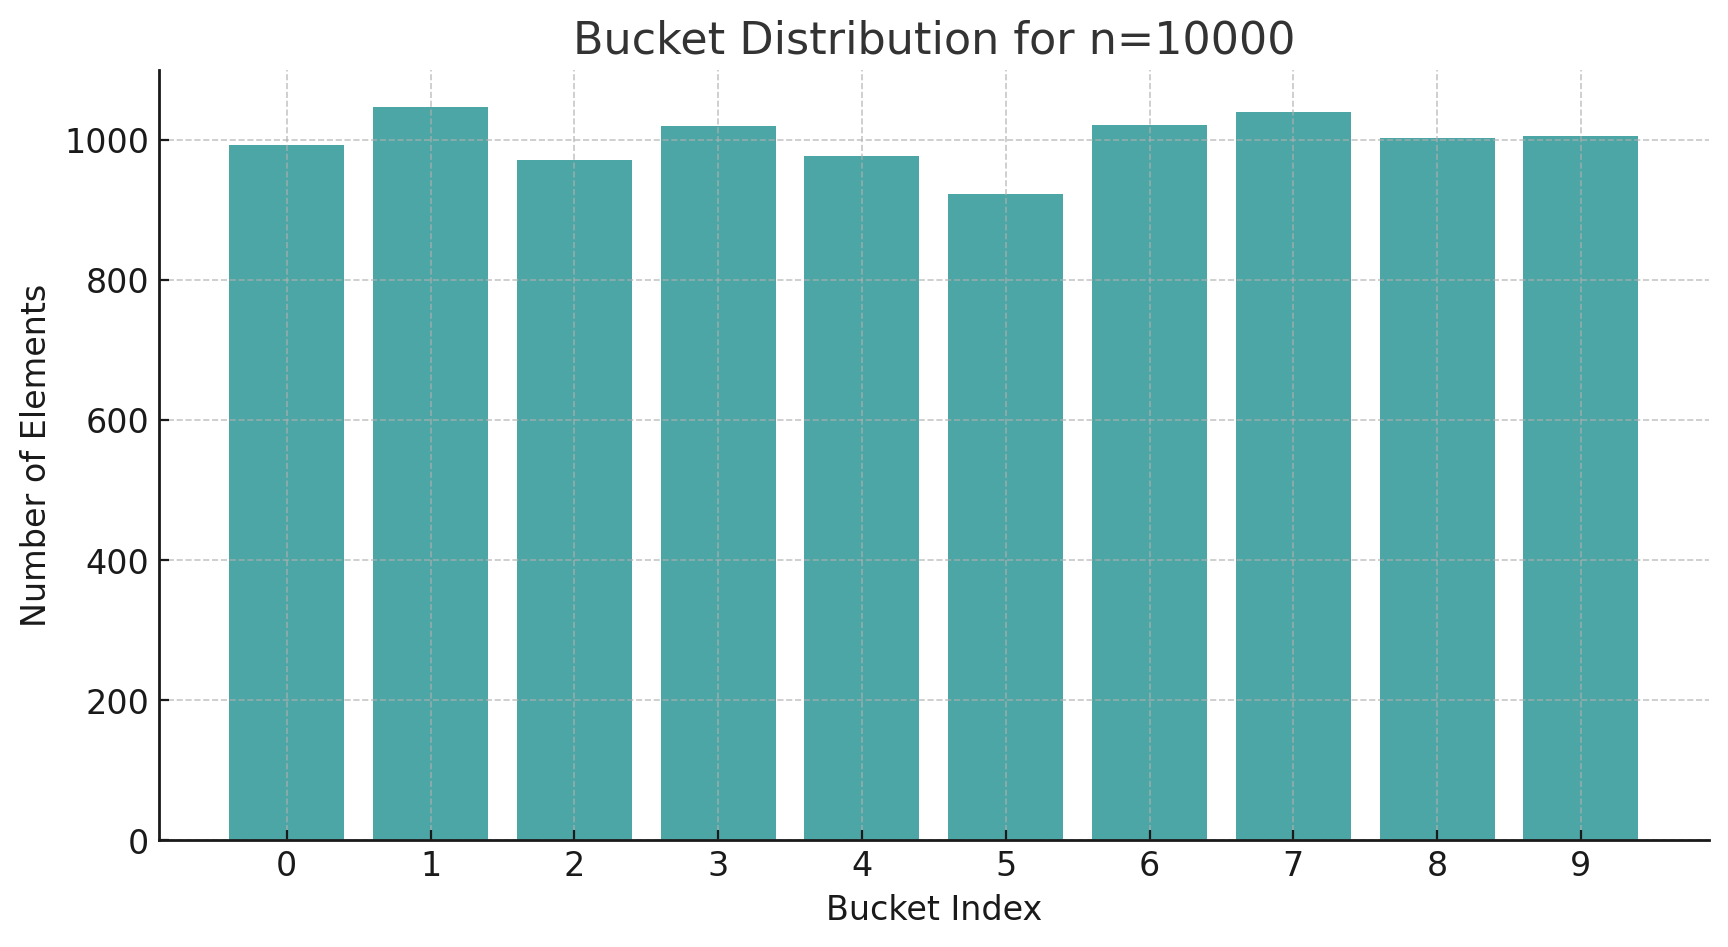 Bucket Distribution for n=10000
Number of Elements
1000
800
600
400
200
0
0 1 2 3 4 5 6 7 8 9
Bucket Index